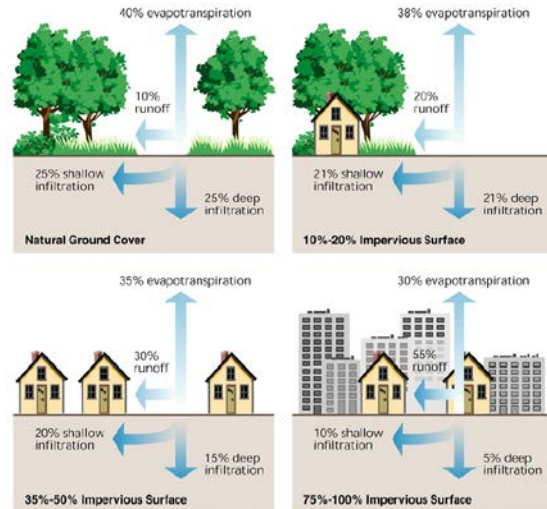 40% evapotranspiration
10%
runoff
25% shallow
infiltration
25% deep
infiltration
Natural Ground Cover
38% evapotranspiration
20%
runoff
21% shallow
infiltration
21% deep
infiltration
10%-20% Impervious Surface
35% evapotranspiration
30%
runoff
20% shallow
infiltration
15% deep
infiltration
35%-50% Impervious Surface
30% evapotranspiration
55%
runoff
10% shallow
infiltration
5% deep
infiltration
75%-100% Impervious Surface